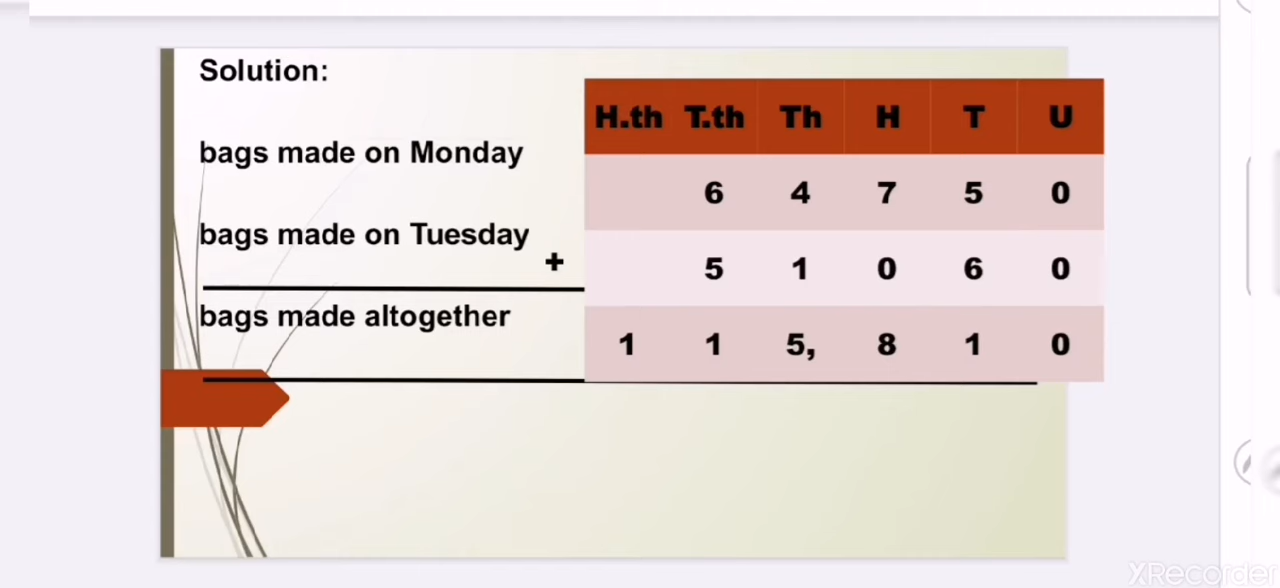 Solution:
H.th T.th Th H T U
bags made on Monday
6 4 7 5 0
bags made on Tuesday
+ 5 1 0 6 0
bags made altogether
1 1 5, 8 1 0
XRecorder